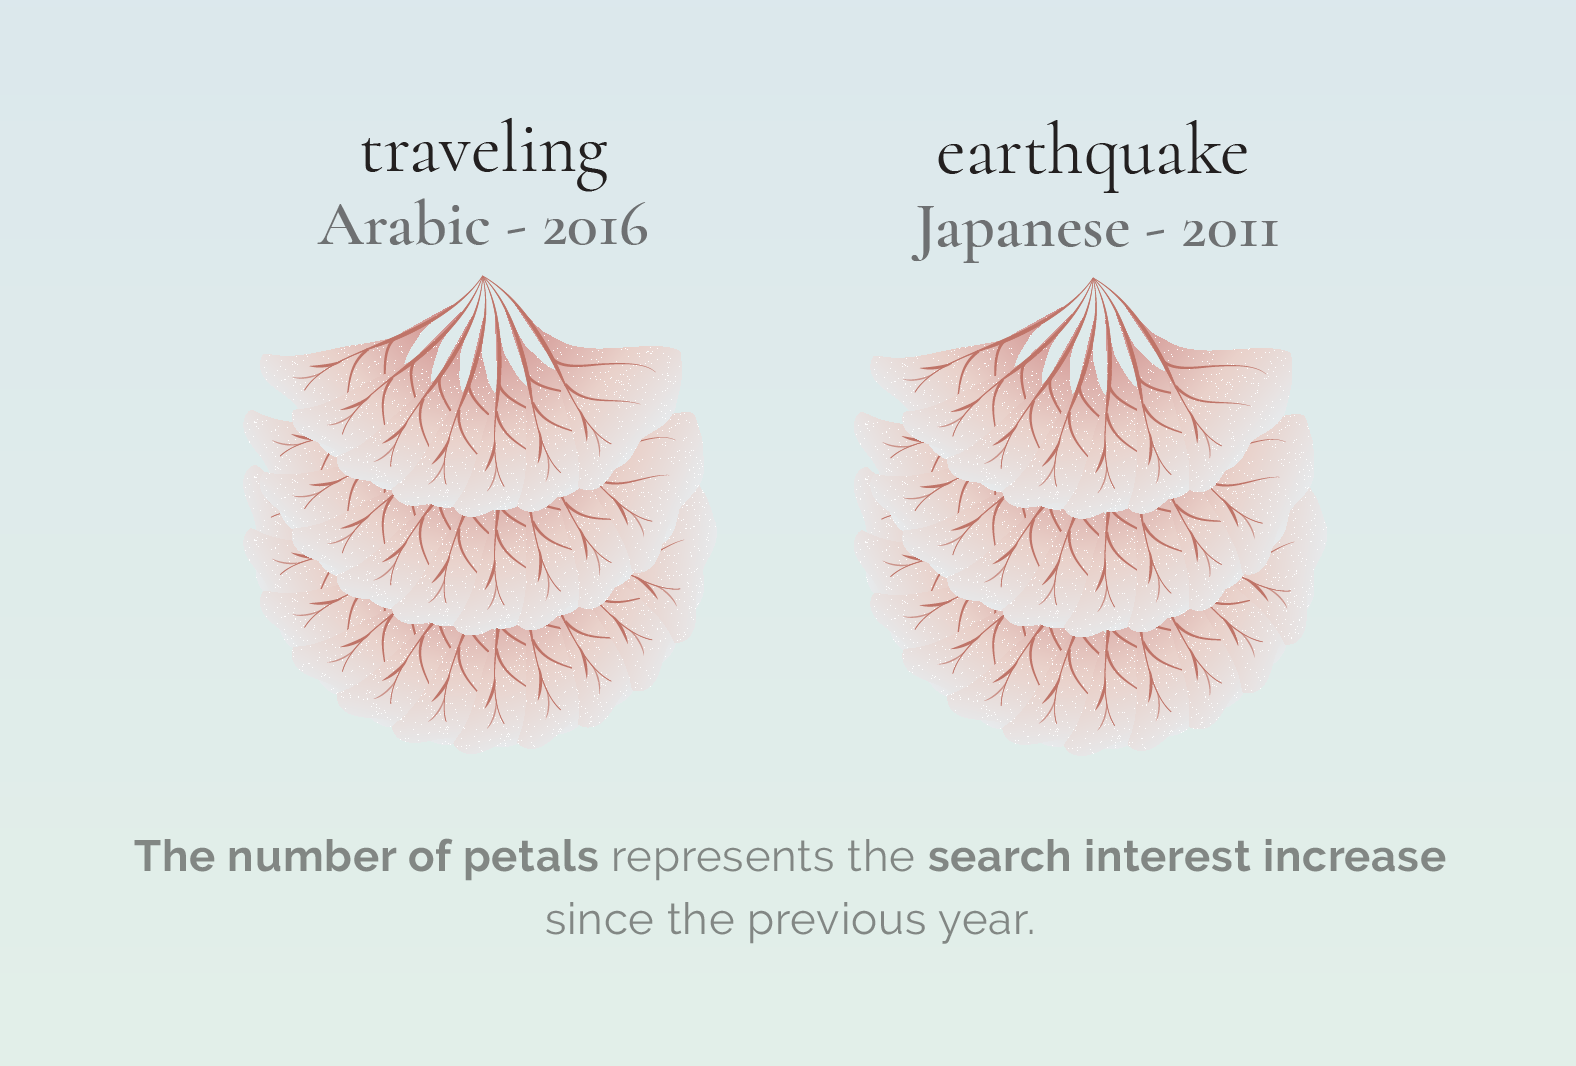 traveling
Arabic - 2016
earthquake
Japanese - 2011
The number of petals represents the search interest increase
since the previous year.